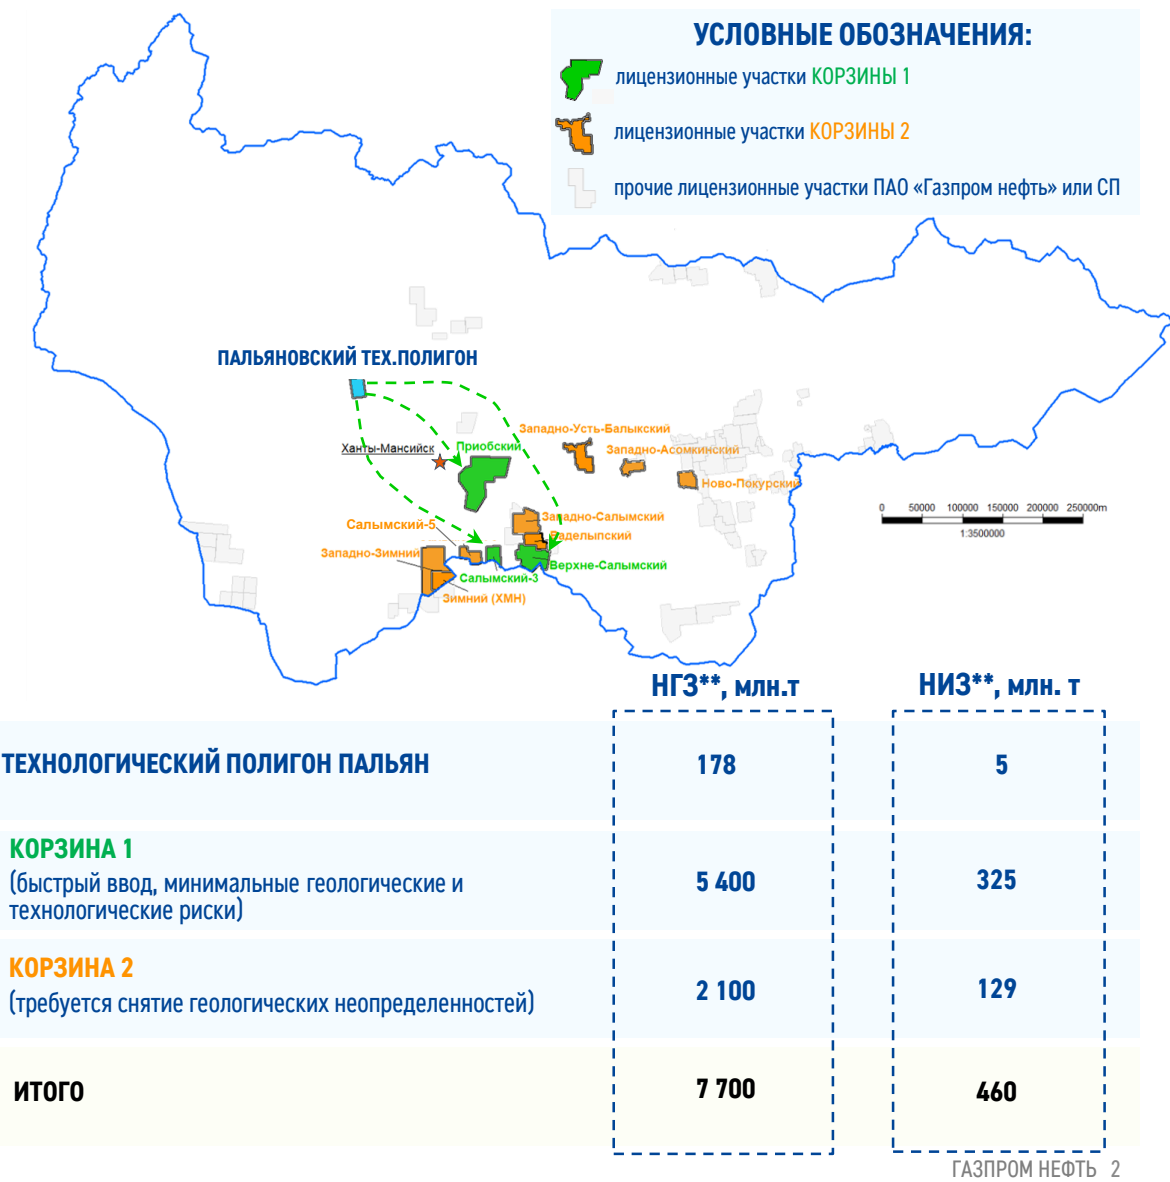 УСЛОВНЫЕ ОБОЗНАЧЕНИЯ:
лицензионные участки КОРЗИНЫ 1
лицензионные участки КОРЗИНЫ 2
прочие лицензионные участки ПАО «Газпром нефть» или СП
ПАЛЬЯНОВСКИЙ ТЕХ.ПОЛИГОН
Ханты-Мансийск
Приобский
Западно-Усть-Балыкский
Западно-Асомкинский
Ново-Покурский
Западно-Салымский
Ваделыпский
Верхне-Салымский
Салымский-5
Западно-Зимний
Салымский-3
Зимний (ХМН)
0 50000 100000 150000 200000 250000m
1:3500000
НГЗ**, млн.т НИЗ**, млн. т
ТЕХНОЛОГИЧЕСКИЙ ПОЛИГОН ПАЛЬЯН 178 5
КОРЗИНА 1
(быстрый ввод, минимальные геологические и
технологические риски) 5 400 325
КОРЗИНА 2
(требуется снятие геологических неопределенностей) 2 100 129
ИТОГО 7 700 460
ГАЗПРОМ НЕФТЬ 2